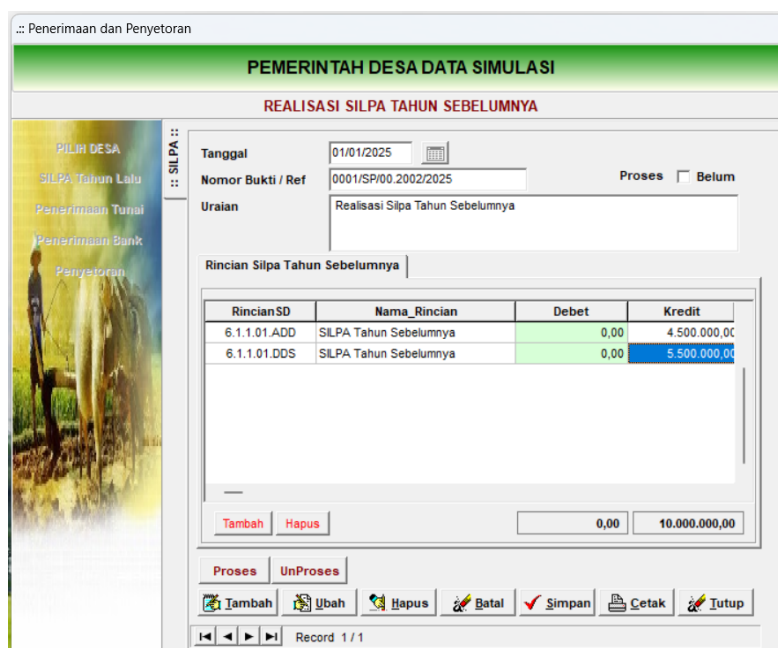 .:: Penerimaan dan Penyetoran
PEMERINTAH DESA DATA SIMULASI
REALISASI SILPA TAHUN SEBELUMNYA
PILIH DESA
SILPA Tahun Lalu
Penerimaan Tunai
Penerimaan Bank
Penyetoran
:: SILPA ::
Tanggal 01/01/2025
Nomor Bukti / Ref 0001/SP/00.2002/2025 Proses Belum
Uraian Realisasi Silpa Tahun Sebelumnya
Rincian Silpa Tahun Sebelumnya
RincianSD Nama_Rincian Debet Kredit
6.1.1.01.ADD SILPA Tahun Sebelumnya 0,00 4.500.000,00
6.1.1.01.DDS SILPA Tahun Sebelumnya 0,00 5.500.000,00
Tambah Hapus 0,00 10.000.000,00
Proses UnProses
Tambah Ubah Hapus Batal Simpan Cetak Tutup
Record 1 / 1